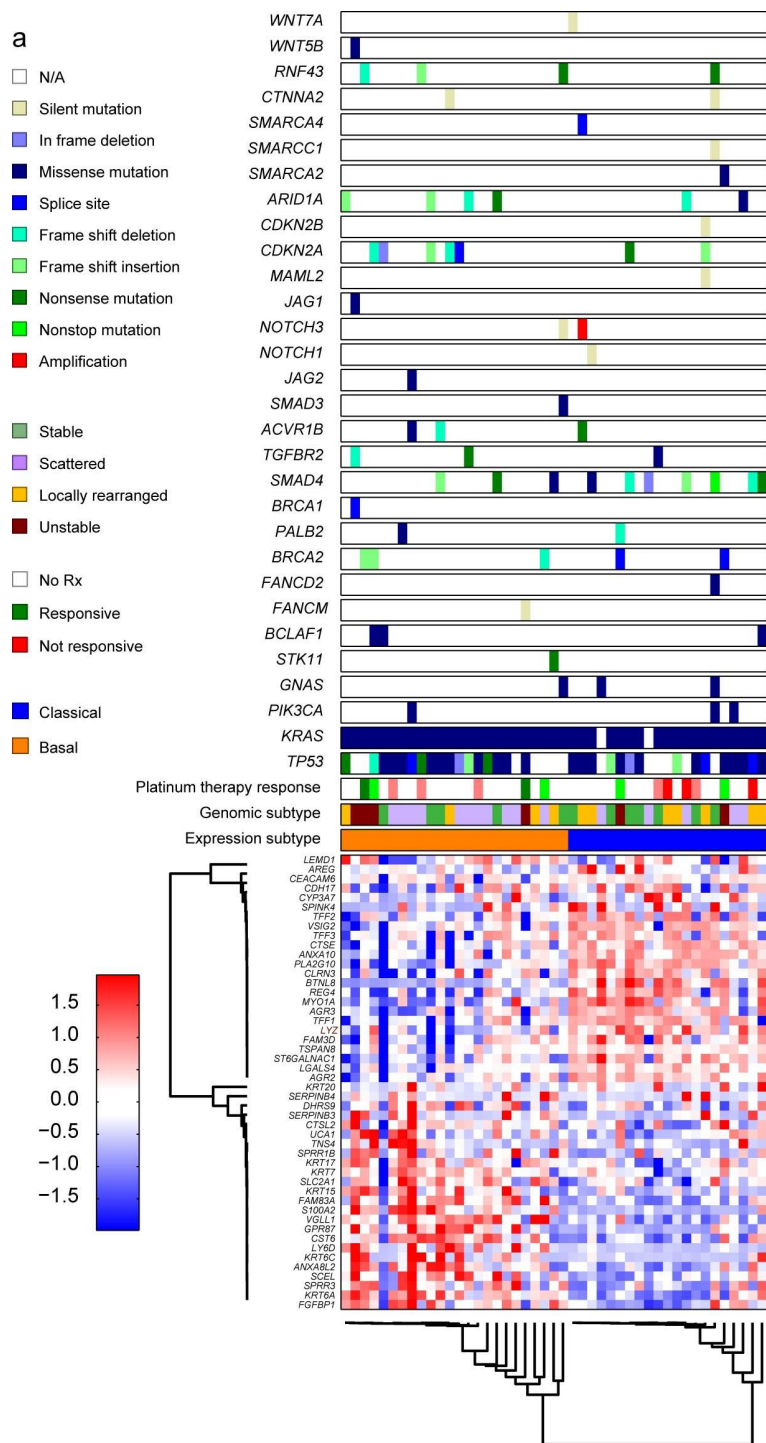 a
N/A
Silent mutation
In frame deletion
Missense mutation
Splice site
Frame shift deletion
Frame shift insertion
Nonsense mutation
Nonstop mutation
Amplification
Stable
Scattered
Locally rearranged
Unstable
No Rx
Responsive
Not responsive
Classical
Basal
WNT7A
WNT5B
RNF43
CTNNA2
SMARCA4
SMARCC1
SMARCA2
ARID1A
CDKN2B
CDKN2A
MAML2
JAG1
NOTCH3
NOTCH1
JAG2
SMAD3
ACVR1B
TGFBR2
SMAD4
BRCA1
PALB2
BRCA2
FANCD2
FANCM
BCLAF1
STK11
GNAS
PIK3CA
KRAS
TP53
Platinum therapy response
Genomic subtype
Expression subtype
LEMD1
AREG
CEACAM6
CDH17
CYP3A7
SPINK4
TFF2
VSIG2
TFF3
CTSE
ANXA10
PLA2G10
CLRN3
BTNL8
REG4
MYO1A
AGR3
TFF1
LYZ
FAM3D
TSPAN8
ST6GALNAC1
LGALS4
AGR2
KRT20
SERPINB4
DHRS9
SERPINB3
CTSL2
UCA1
TNS4
SPRR1B
KRT17
KRT7
SLC2A1
KRT15
FAM83A
S100A2
VGLL1
GPR87
CST6
LY6D
KRT6C
ANXA8L2
SCEL
SPRR3
KRT6A
FGFBP1
1.5
1.0
0.5
0.0
−0.5
−1.0
−1.5